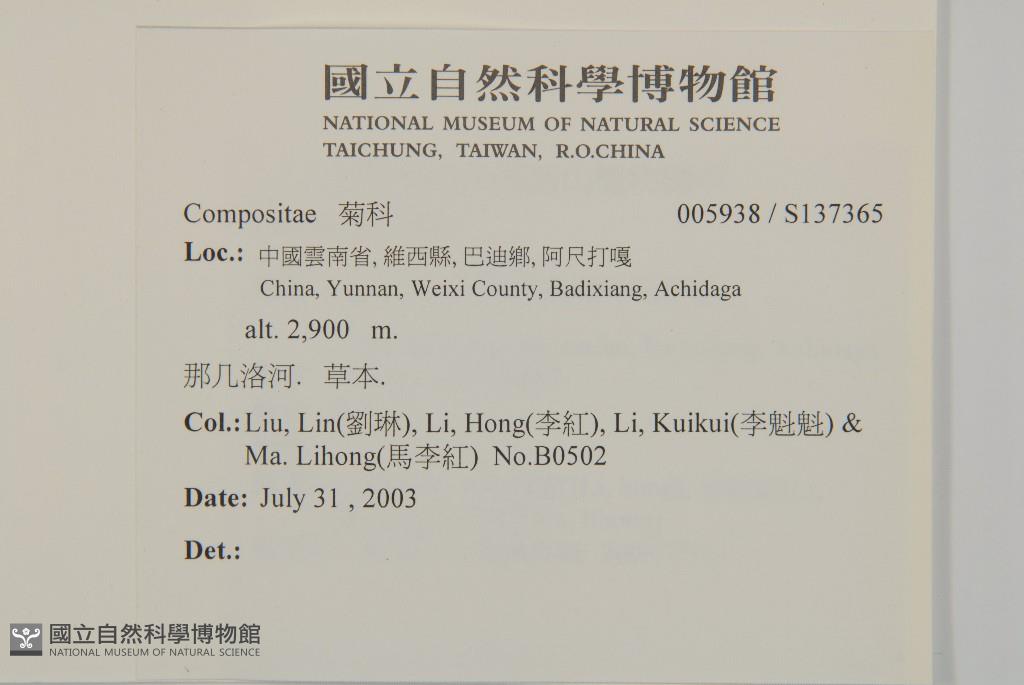 國立自然科學博物館
NATIONAL MUSEUM OF NATURAL SCIENCE
TAICHUNG, TAIWAN, R.O.CHINA
Compositae 菊科 005938 / S137365
Loc.: 中國雲南省, 維西縣, 巴迪鄉, 阿尺打嘎
China, Yunnan, Weixi County, Badixiang, Achidaga
alt. 2,900 m.
那几洛河. 草本.
Col.: Liu, Lin(劉琳), Li, Hong(李紅), Li, Kuikui(李魁魁) &
Ma. Lihong(馬李紅) No.B0502
Date: July 31 , 2003
Det.:
國立自然科學博物館
NATIONAL MUSEUM OF NATURAL SCIENCE